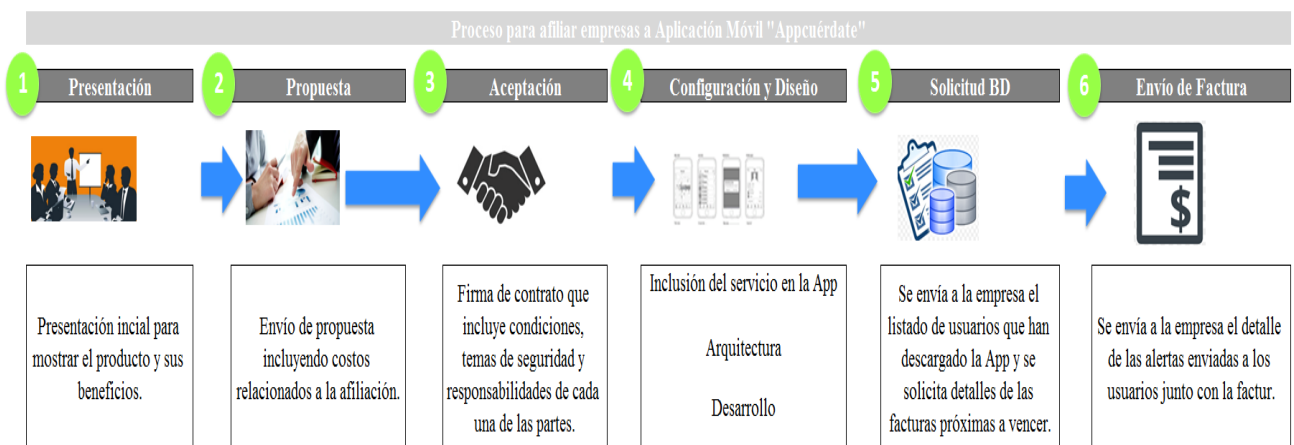 Proceso para afiliar empresas a Aplicación Móvil "Appcuérdate"
1 Presentación
2 Propuesta
3 Aceptación
4 Configuración y Diseño
5 Solicitud BD
6 Envío de Factura
Presentación incial para
mostrar el producto y sus
beneficios.
Envío de propuesta
incluyendo costos
relacionados a la afiliación.
Firma de contrato que
incluye condiciones,
temas de seguridad y
responsabilidades de cada
una de las partes.
Inclusión del servicio en la App
Arquitectura
Desarrollo
Se envía a la empresa el
listado de usuarios que han
descargado la App y se
solicita detalles de las
facturas próximas a vencer.
Se envía a la empresa el detalle
de las alertas enviadas a los
usuarios junto con la factur.